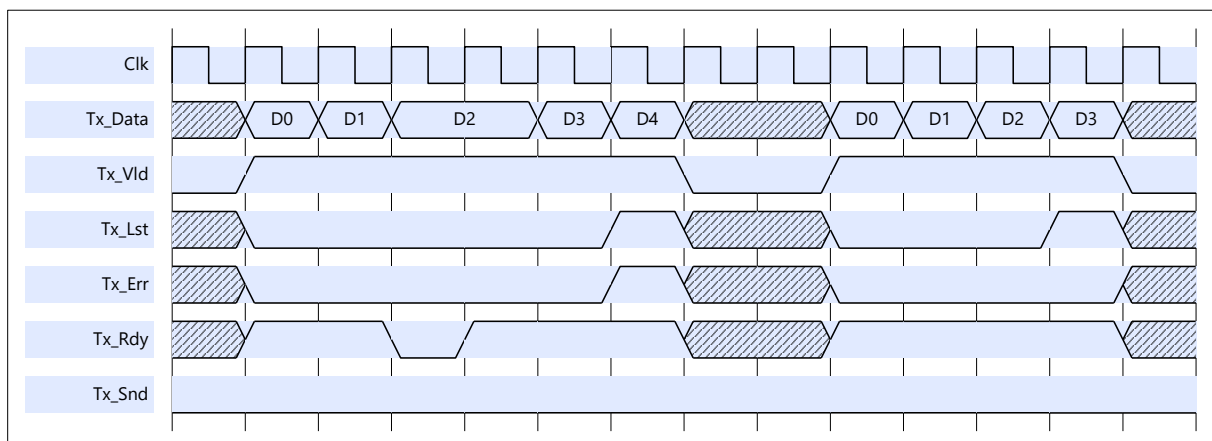 Clk
Tx_Data D0 D1 D2 D3 D4 D0 D1 D2 D3
Tx_Vld
Tx_Lst
Tx_Err
Tx_Rdy
Tx_Snd